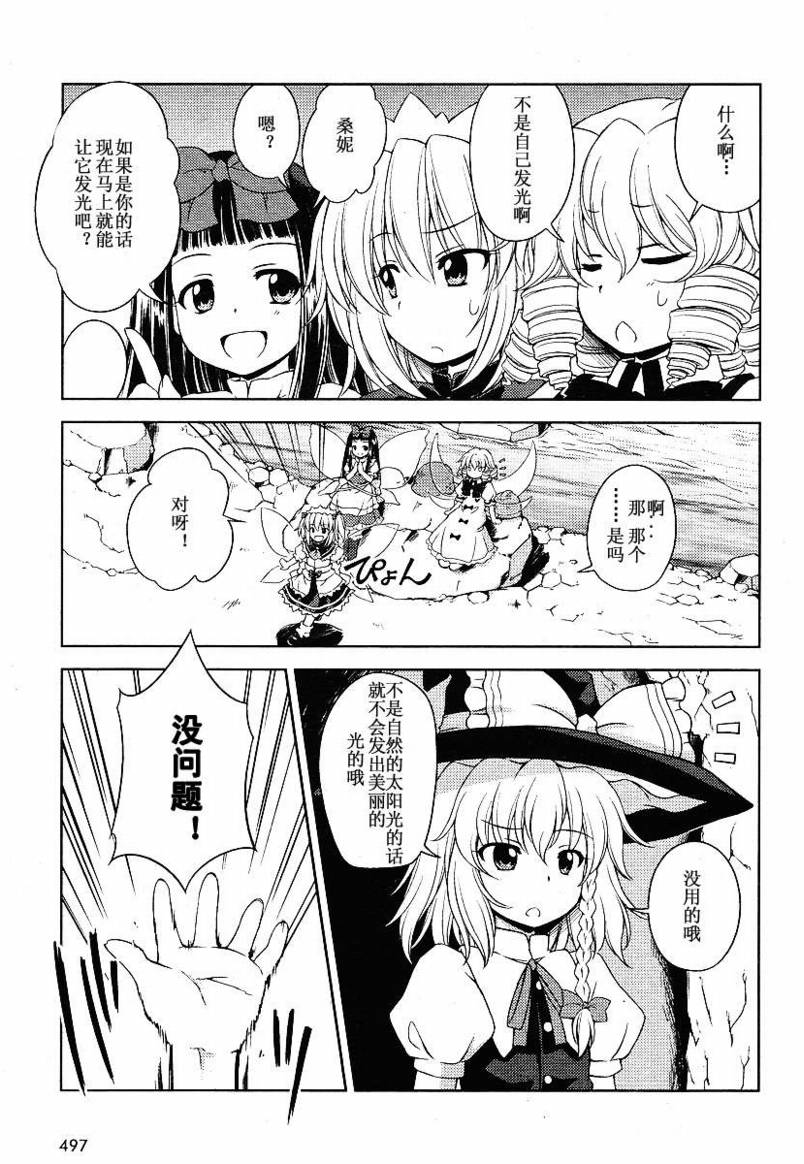 什么啊…
不是自己发光啊
桑妮
嗯？
如果是你的话
现在马上就能
让它发光吧？
啊…
那 那个
……是吗
ぴょん
对呀！
没用的哦
不是自然的太阳光的话
就不会发出美丽的
光的哦
没问题！
497